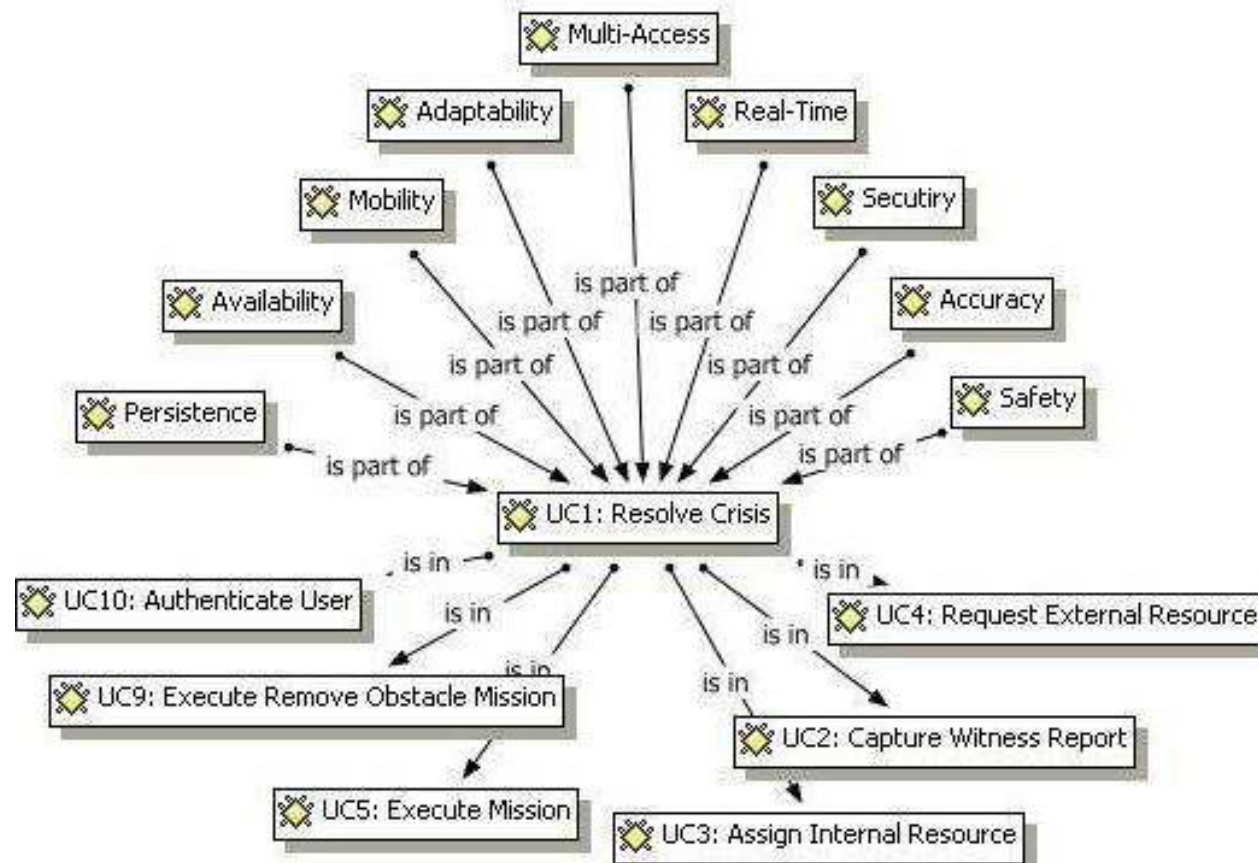 Multi-Access
Adaptability
Real-Time
Mobility
Secutiry
Availability
Accuracy
Persistence
Safety
is part of
is part of
is part of
is part of
is part of
is part of
is part of
is part of
is part of
UC1: Resolve Crisis
is in
is in
UC10: Authenticate User
UC4: Request External Resource
is in
is in
is in
is in
UC9: Execute Remove Obstacle Mission
UC2: Capture Witness Report
UC5: Execute Mission
UC3: Assign Internal Resource